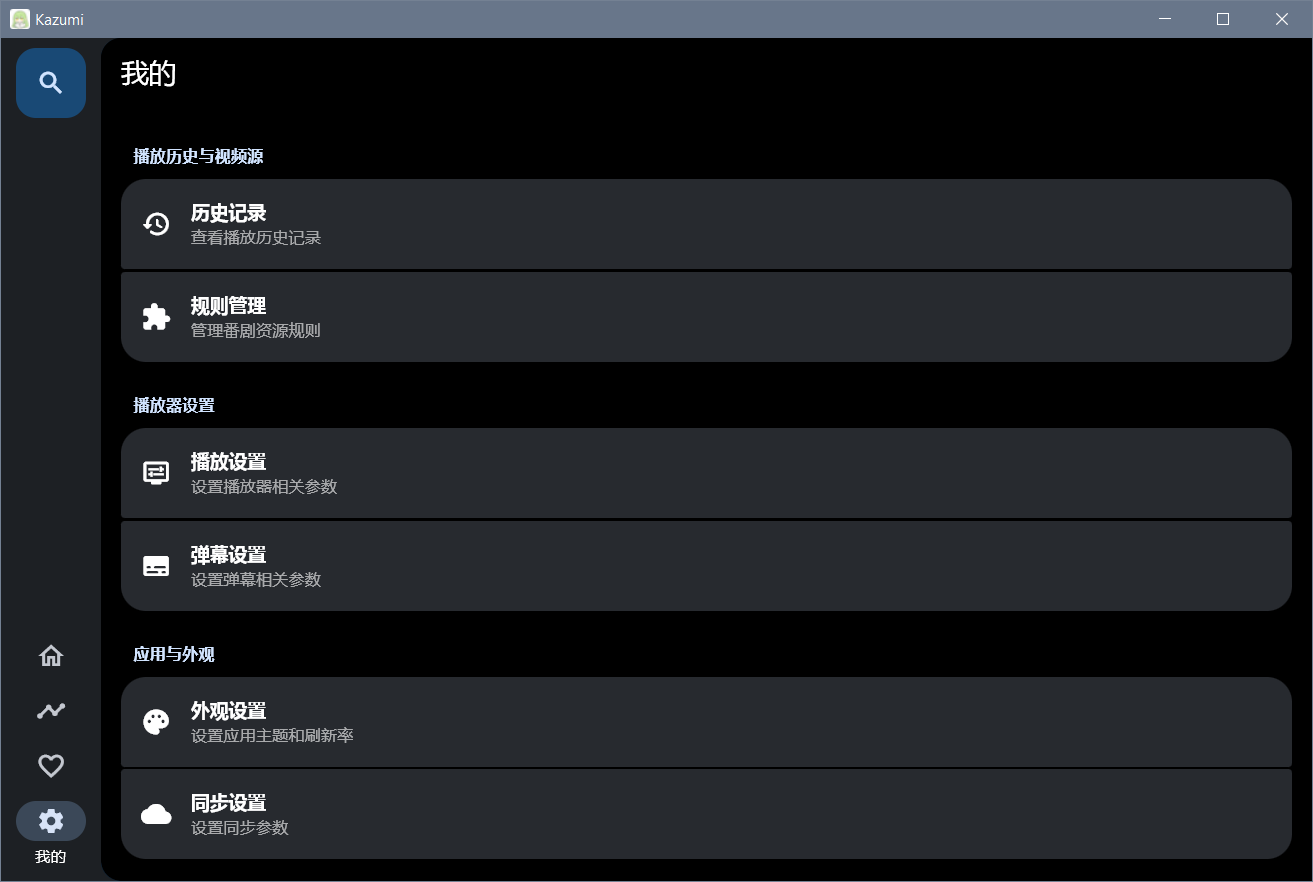 Kazumi
我的
播放历史与视频源
历史记录
查看播放历史记录
规则管理
管理番剧资源规则
播放器设置
播放设置
设置播放器相关参数
弹幕设置
设置弹幕相关参数
应用与外观
外观设置
设置应用主题和刷新率
同步设置
设置同步参数
我的